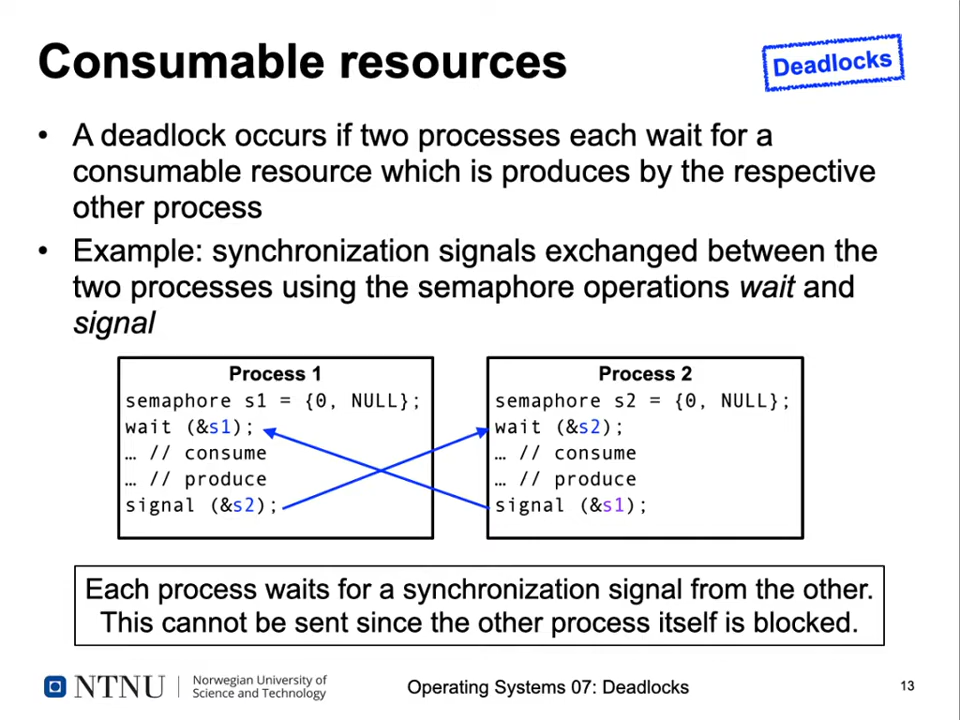 Consumable resources
Deadlocks
• A deadlock occurs if two processes each wait for a
consumable resource which is produces by the respective
other process
• Example: synchronization signals exchanged between the
two processes using the semaphore operations wait and
signal
Process 1
semaphore s1 = {0, NULL};
wait (&s1);
… // consume
… // produce
signal (&s2);
Process 2
semaphore s2 = {0, NULL};
wait (&s2);
… // consume
… // produce
signal (&s1);
Each process waits for a synchronization signal from the other.
This cannot be sent since the other process itself is blocked.
NTNU
Norwegian University of
Science and Technology
Operating Systems 07: Deadlocks
13